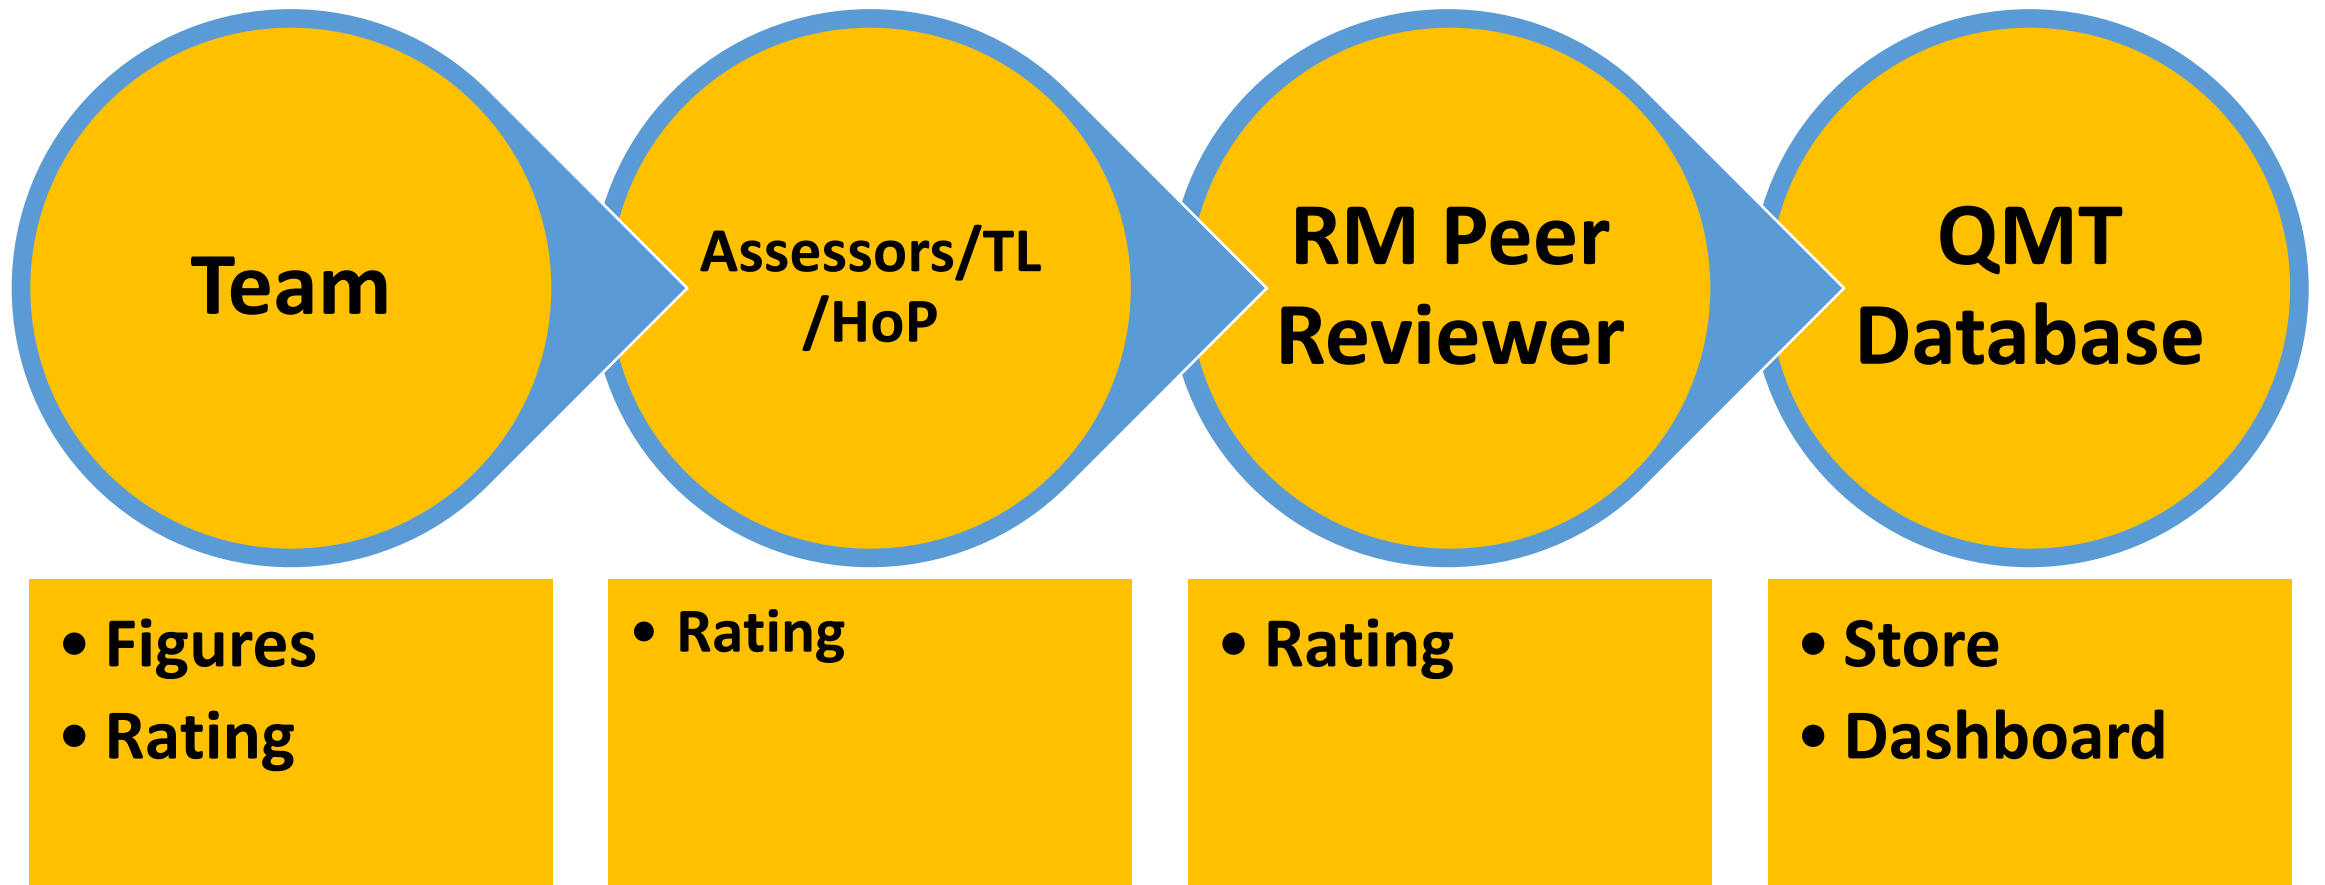 Team
Assessors/TL
/HoP
RM Peer
Reviewer
QMT
Database
• Figures
• Rating
• Rating
• Rating
• Store
• Dashboard